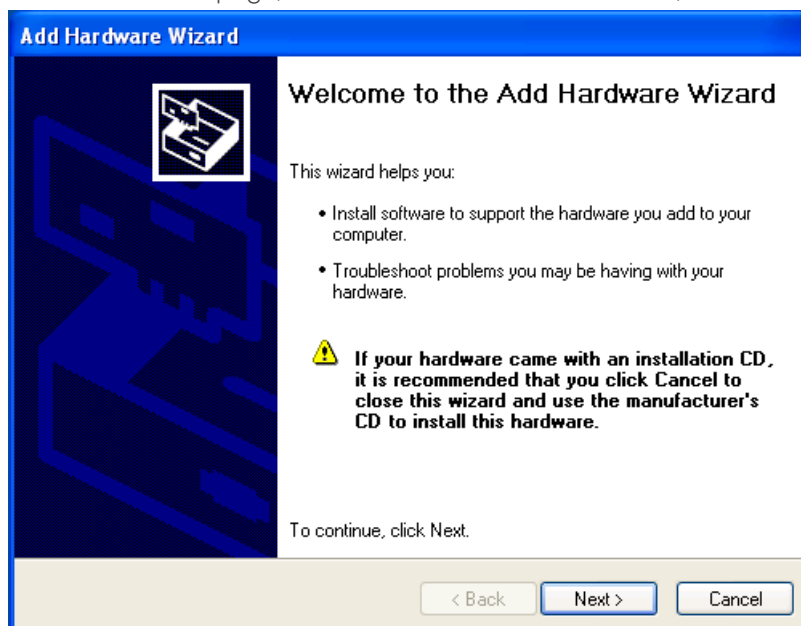 page,
Add Hardware Wizard
Welcome to the Add Hardware Wizard
This wizard helps you:
• Install software to support the hardware you add to your
computer.
• Troubleshoot problems you may be having with your
hardware.
If your hardware came with an installation CD,
it is recommended that you click Cancel to
close this wizard and use the manufacturer's
CD to install this hardware.
To continue, click Next.
< Back
Next >
Cancel